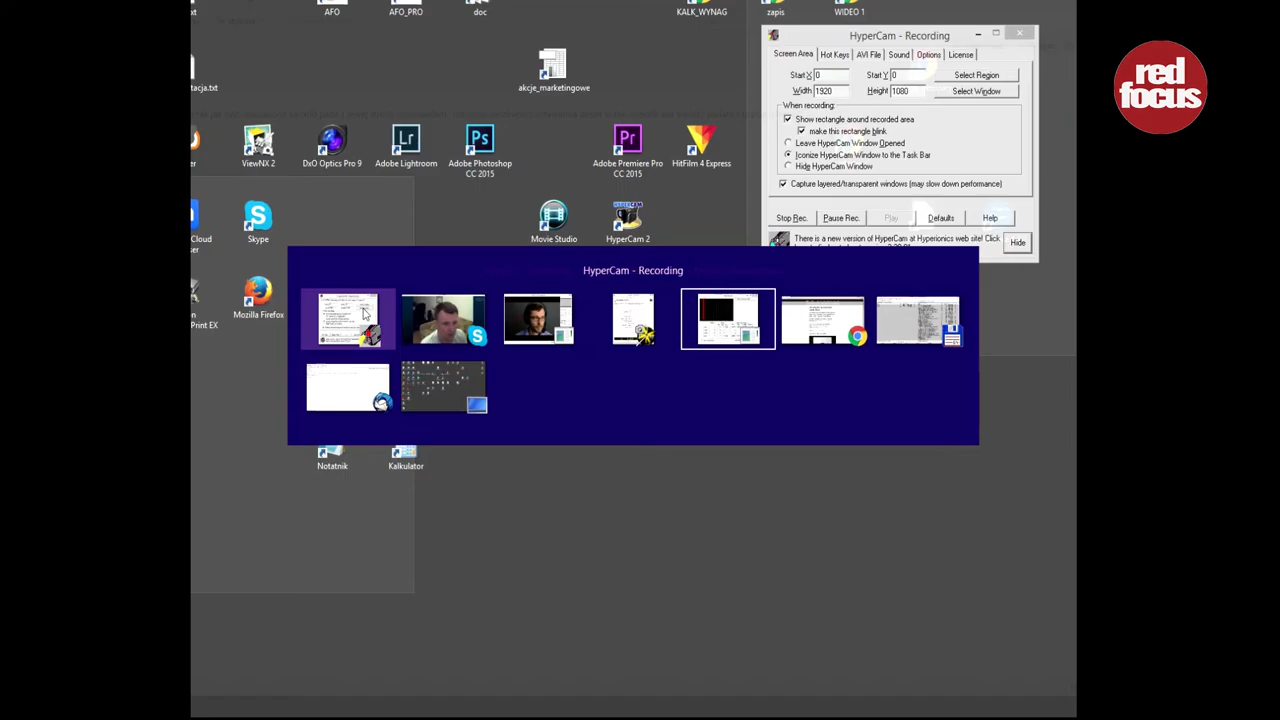 AFO
AFO_PRO
doc
KALK_WYNAG
zapis
WIDEO 1
HyperCam - Recording
Screen Area
Hot Keys
AVI File
Sound
Options
License
Start X 0
Start Y 0
Select Region
Width 1920
Height 1080
Select Window
When recording:
Show rectangle around recorded area
make this rectangle blink
Leave HyperCam Window Opened
Iconize HyperCam Window to the Task Bar
Hide HyperCam Window
Capture layered/transparent windows (may slow down performance)
Stop Rec.
Pause Rec.
Play
Defaults
Help
There is a new version of HyperCam at Hyperionics web site! Click
Hide
red
focus
akcje_marketingowe
tacja.txt
ViewNX 2
DxO Optics Pro 9
Adobe Lightroom
Adobe Photoshop
CC 2015
Adobe Premiere Pro
CC 2015
HitFilm 4 Express
Cloud
Skype
Movie Studio
HyperCam 2
HyperCam - Recording
Print EX
Mozilla Firefox
Notatnik
Kalkulator